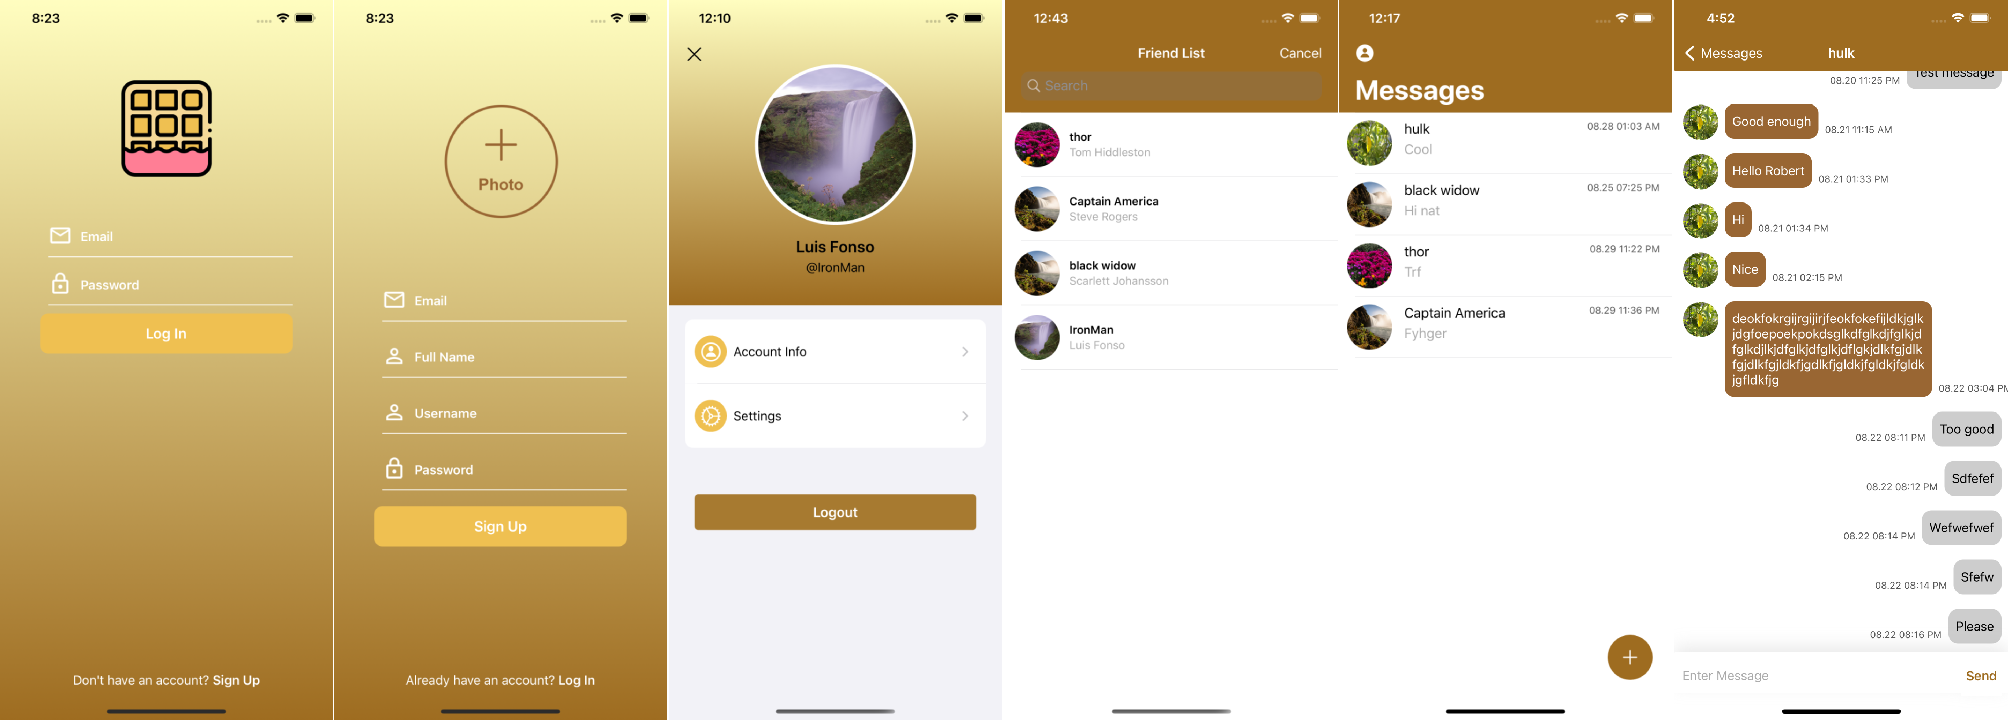 8:23
Email
Password
Log In
Don't have an account? Sign Up
8:23
Photo
Email
Full Name
Username
Password
Sign Up
Already have an account? Log In
12:10
Luis Fonso
@IronMan
Account Info
Settings
Logout
12:43
Friend List
Cancel
Search
thor
Tom Hiddleston
Captain America
Steve Rogers
black widow
Scarlett Johansson
IronMan
Luis Fonso
12:17
Messages
hulk
08.28 01:03 AM
Cool
black widow
08.25 07:25 PM
Hi nat
thor
08.29 11:22 PM
Trf
Captain America
08.29 11:36 PM
Fyhger
4:52
Messages
hulk
Test message
08.20 11:25 PM
Good enough
08.21 11:15 AM
Hello Robert
08.21 01:33 PM
Hi
08.21 01:34 PM
Nice
08.21 02:15 PM
deokfokrgijrgijirjfeokfokefijldkjglk
jdgfoepoekpokdsglkdfglkdjfglkjd
fglkdjlkjdfglkjdfglkjdflgkjdlkfgjdlk
fgjdlkfgjldkfjgdlkfjgldkjfgldkjfgldk
jgfldkfjg
08.22 03:04 PM
Too good
08.22 08:11 PM
Sdfefef
08.22 08:12 PM
Wefwefwef
08.22 08:14 PM
Sfefw
08.22 08:14 PM
Please
08.22 08:16 PM
Enter Message
Send